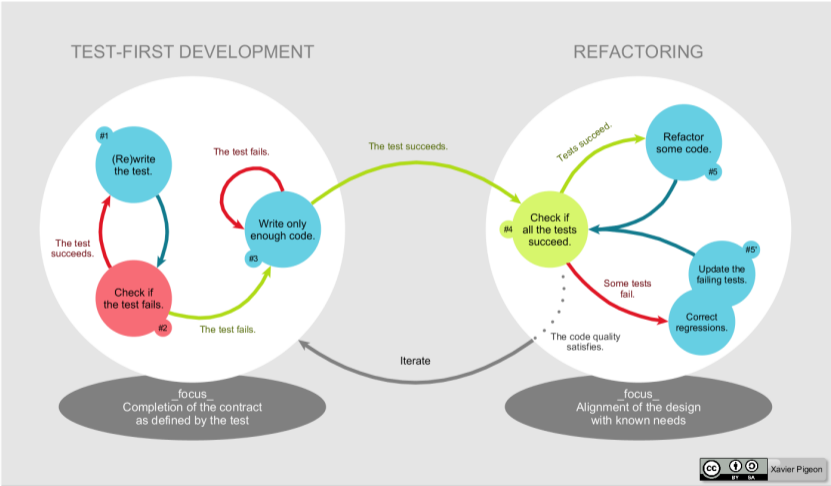 TEST-FIRST DEVELOPMENT
REFACTORING
#1
(Re)write
the test.
The test
succeeds.
Check if
the test fails.
#2
The test fails.
The test fails.
Write only
enough code.
#3
The test succeeds.
#4
Check if
all the tests
succeed.
Tests succeed.
Refactor
some code.
#5
#5'
Update the
failing tests.
Some tests
fail.
Correct
regressions.
The code quality
satisfies.
Iterate
_focus_
Completion of the contract
as defined by the test
_focus_
Alignment of the design
with known needs
cc
BY SA
Xavier Pigeon